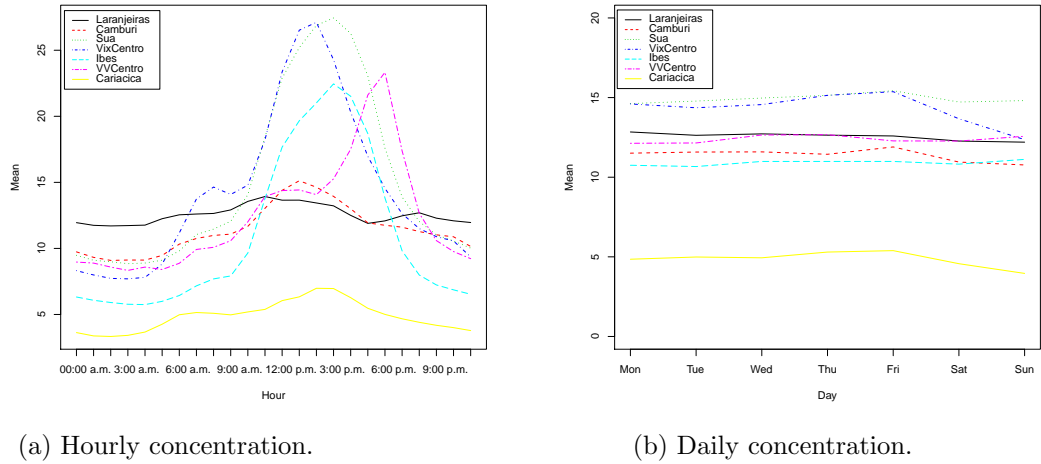 Laranjeiras
Camburi
Sua
VixCentro
Ibes
VVCentro
Cariacica
25
20
15
10
5
Mean
00:00 a.m. 3:00 a.m. 6:00 a.m. 9:00 a.m. 12:00 p.m. 3:00 p.m. 6:00 p.m. 9:00 p.m.
Hour
(a) Hourly concentration.
Laranjeiras
Camburi
Sua
VixCentro
Ibes
VVCentro
Cariacica
20
15
10
5
0
Mean
Mon Tue Wed Thu Fri Sat Sun
Day
(b) Daily concentration.